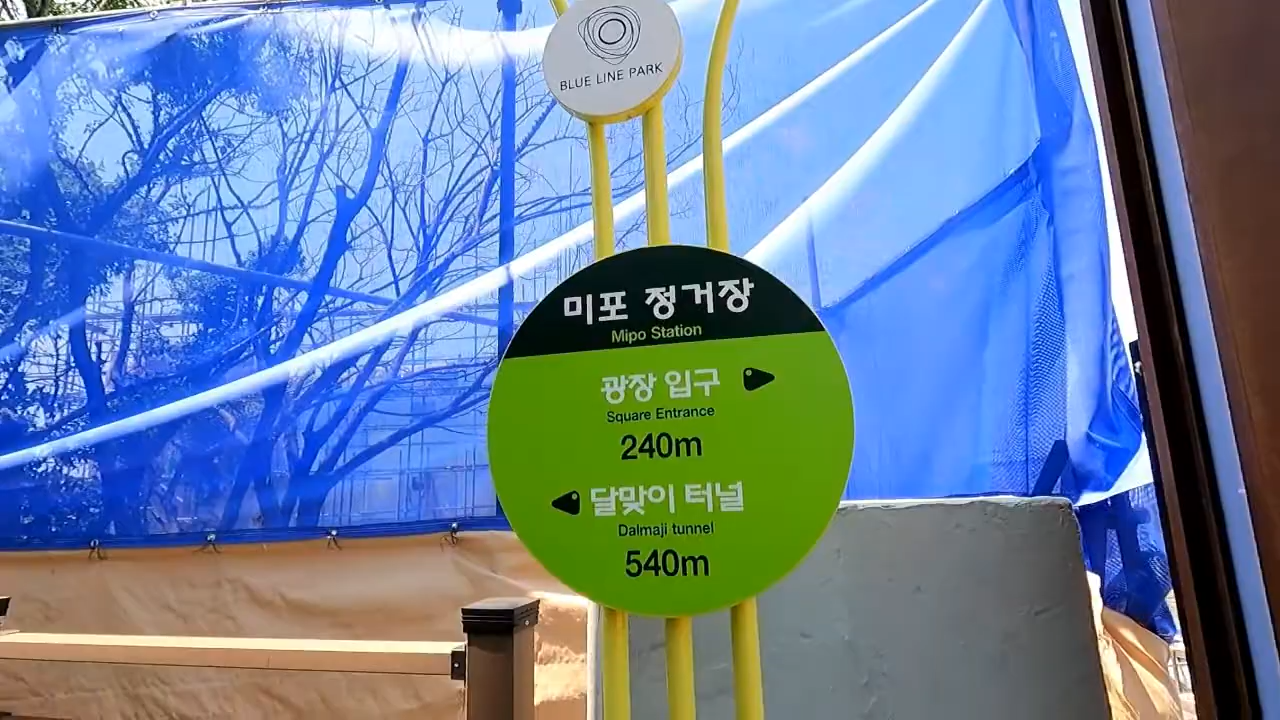 BLUE LINE PARK
미포 정거장
Mipo Station
광장 입구
Square Entrance
240m
달맞이 터널
Dalmaji tunnel
540m